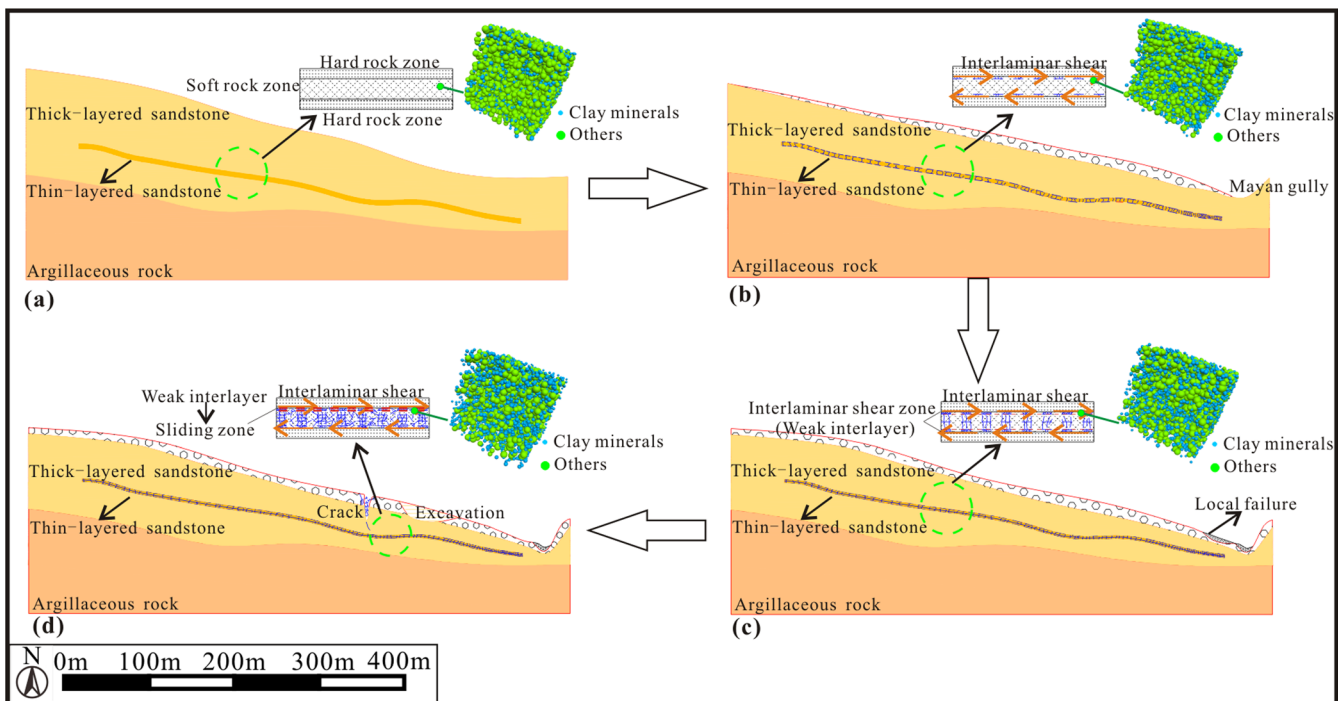 Hard rock zone
Soft rock zone
Hard rock zone
Thick-layered sandstone
Clay minerals
Others
Thin-layered sandstone
Argillaceous rock
(a)
Interlaminar shear
Thick-layered sandstone
Clay minerals
Others
Thin-layered sandstone
Mayan gully
Argillaceous rock
(b)
Weak interlayer
Interlaminar shear
Sliding zone
Clay minerals
Others
Thick-layered sandstone
Crack
Excavation
Thin-layered sandstone
Argillaceous rock
(d)
Interlaminar shear
Interlaminar shear zone
(Weak interlayer)
Clay minerals
Others
Thick-layered sandstone
Local failure
Thin-layered sandstone
Argillaceous rock
(c)
N
0m 100m 200m 300m 400m